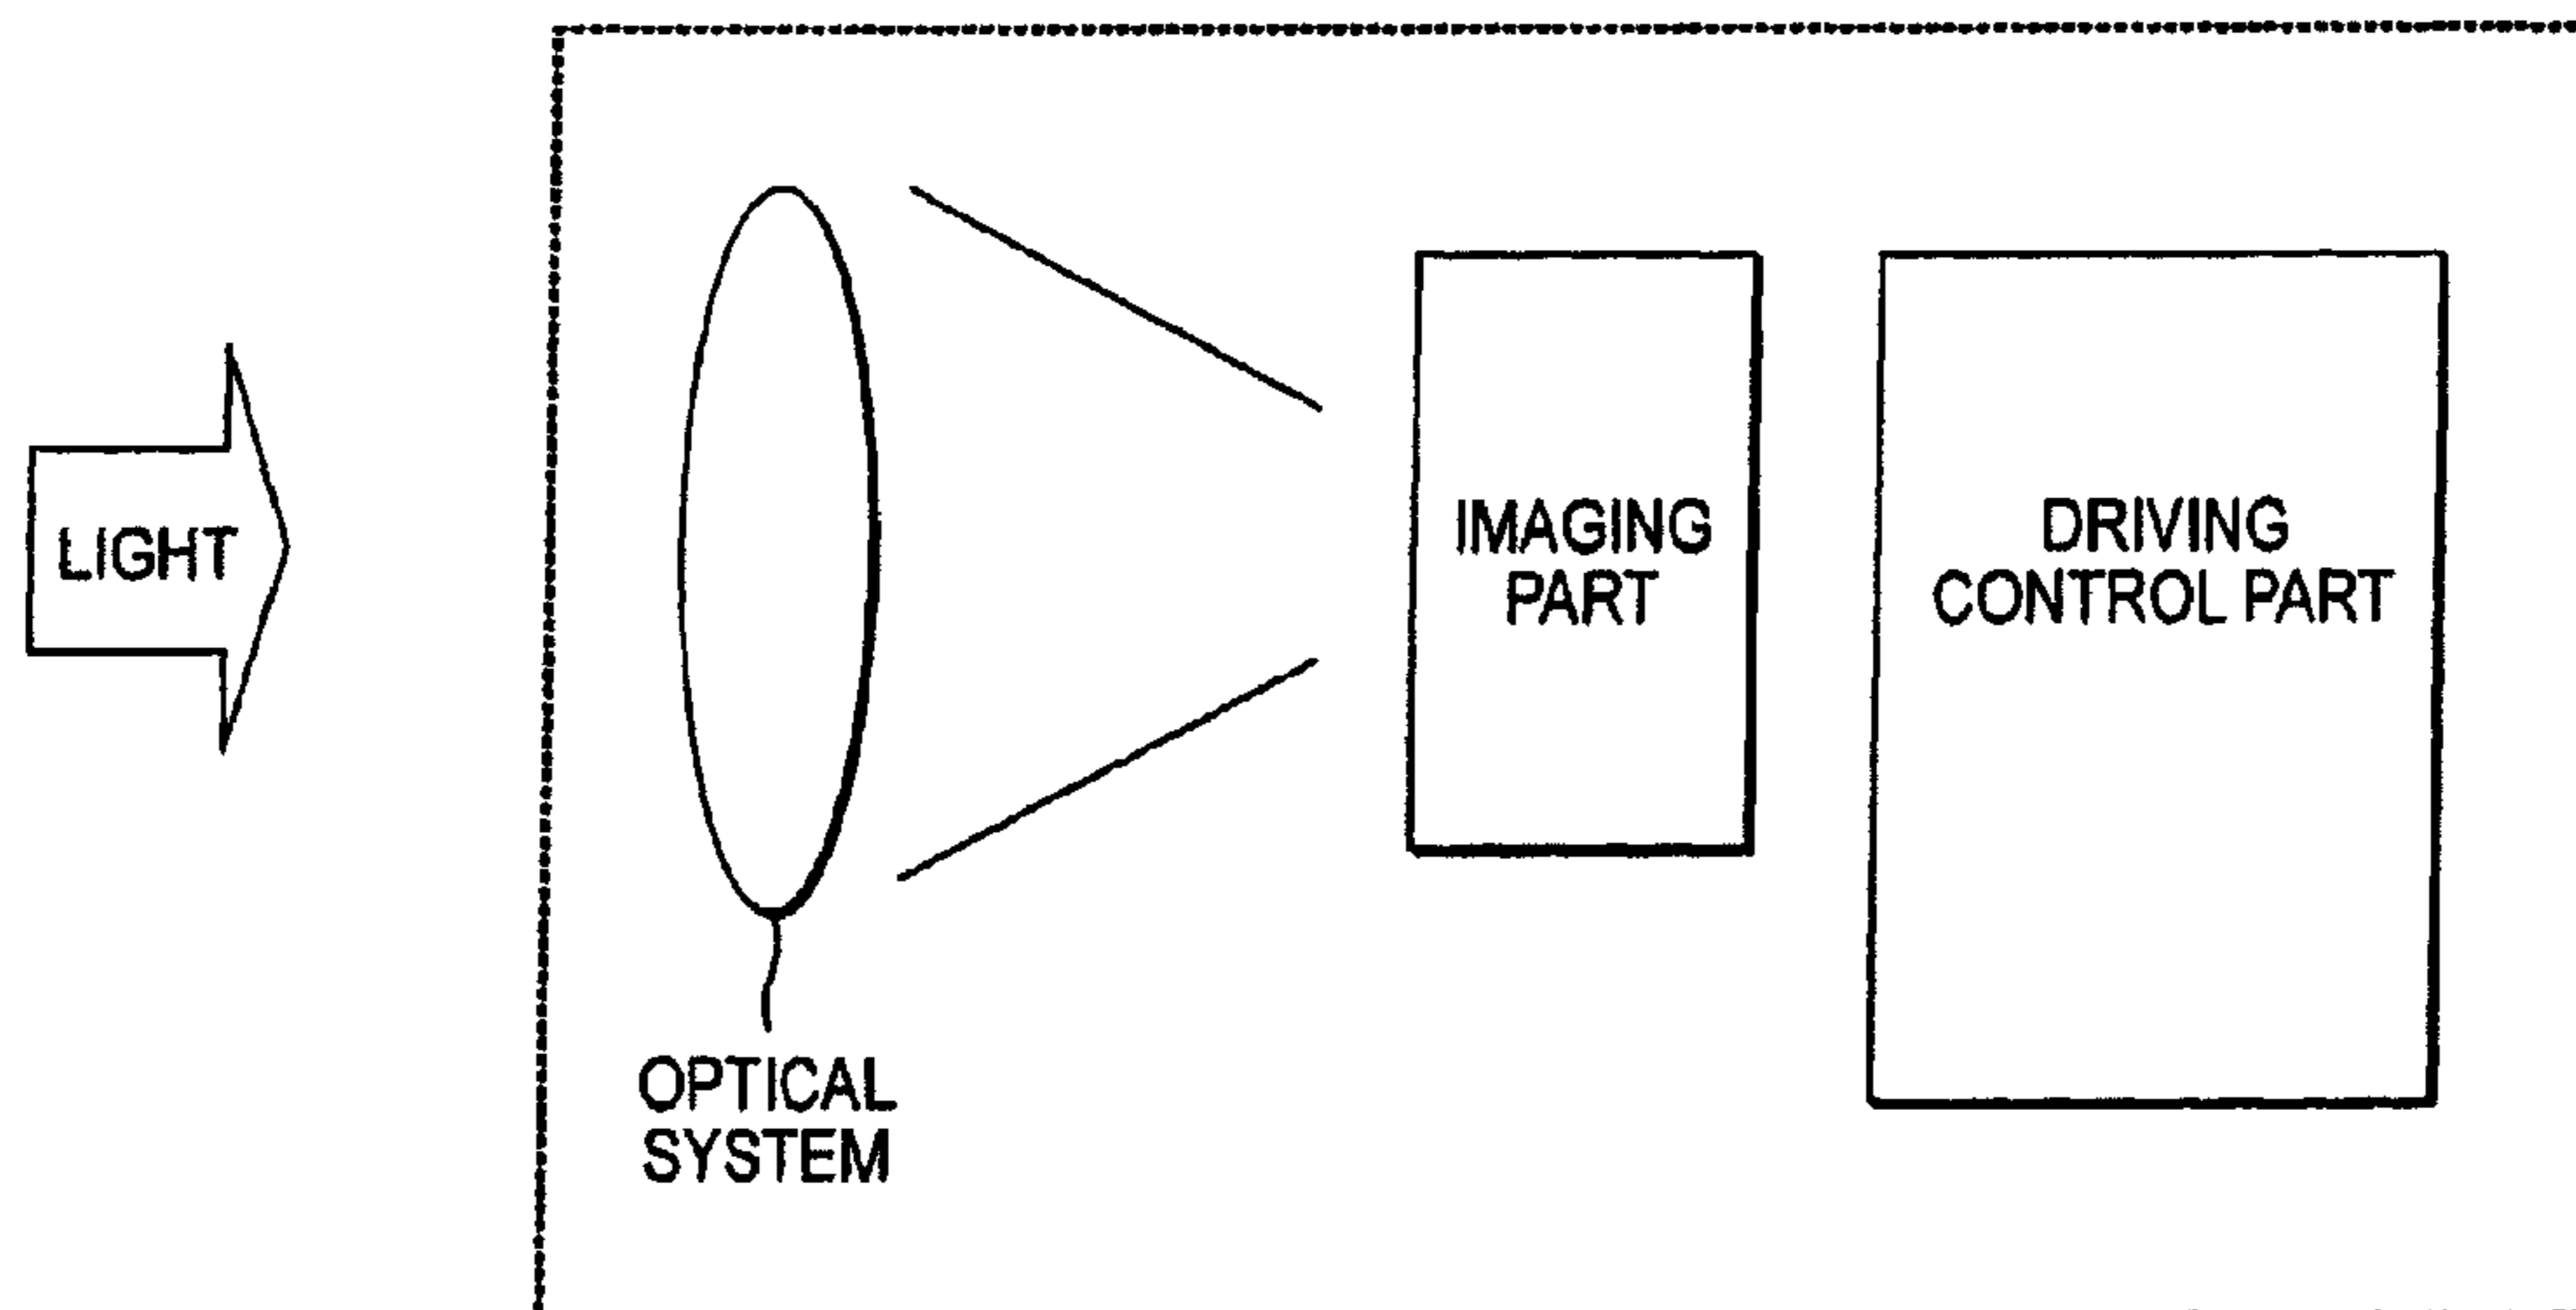 LIGHT
IMAGING
PART
DRIVING
CONTROL PART
OPTICAL
SYSTEM